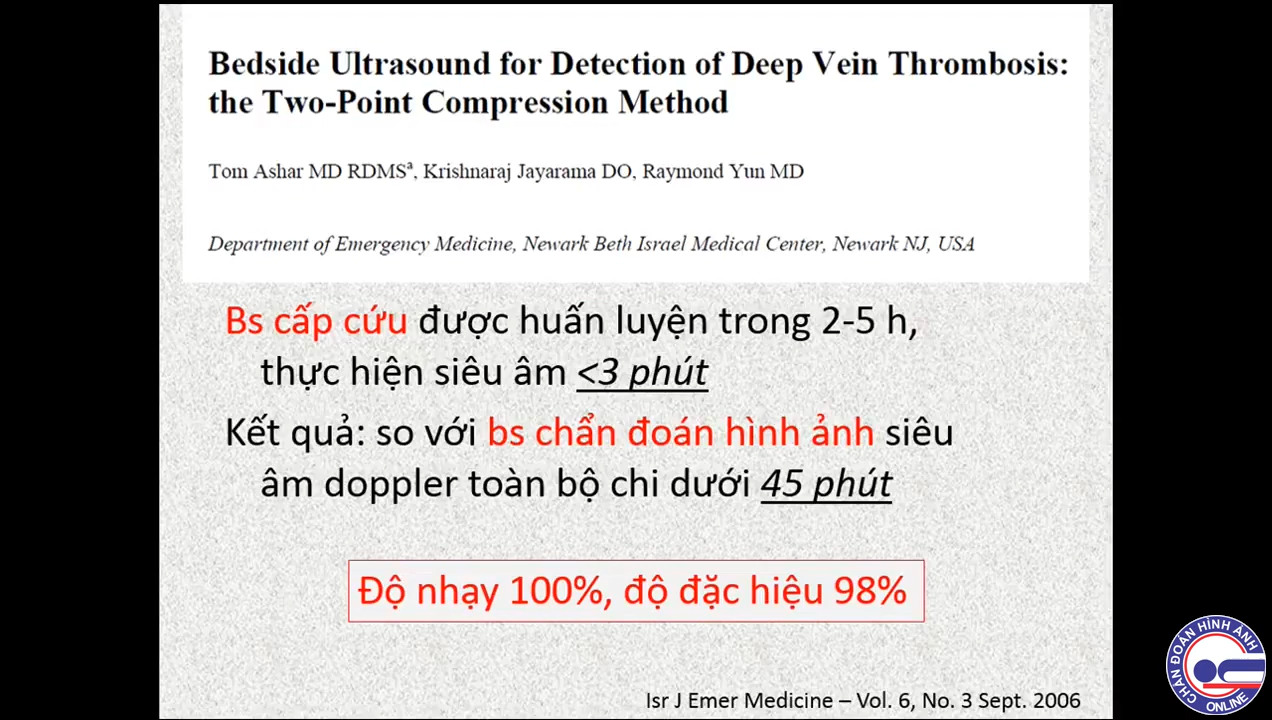 Bedside Ultrasound for Detection of Deep Vein Thrombosis:
the Two-Point Compression Method
Tom Ashar MD RDMSª, Krishnaraj Jayarama DO, Raymond Yun MD
Department of Emergency Medicine, Newark Beth Israel Medical Center, Newark NJ, USA
Bs cấp cứu được huấn luyện trong 2-5 h,
thực hiện siêu âm <3 phút
Kết quả: so với bs chẩn đoán hình ảnh siêu
âm doppler toàn bộ chi dưới 45 phút
Độ nhạy 100%, độ đặc hiệu 98%
Isr J Emer Medicine – Vol. 6, No. 3 Sept. 2006
CHẨN ĐOÁN HÌNH ẢNH
ONLINE